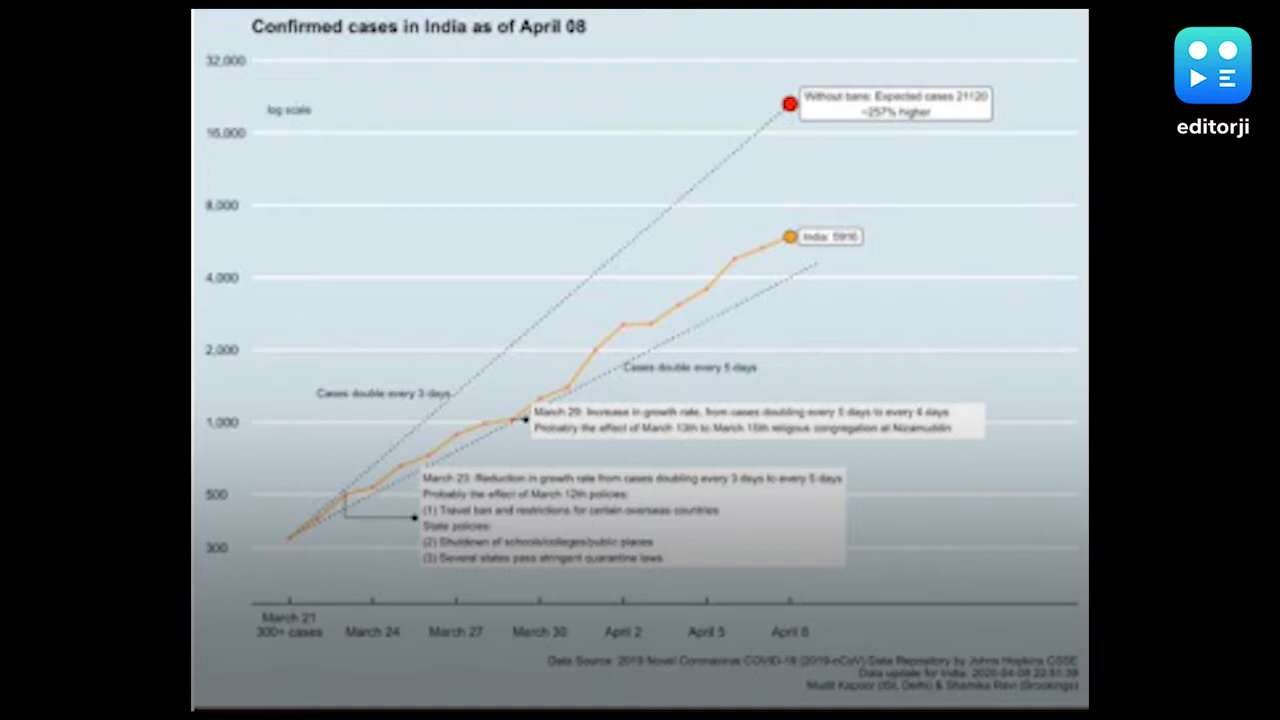 Confirmed cases in India as of April 08
editorji
32,000
log scale
Without bans: Expected cases 21120
~257% higher
16,000
8,000
India: 5916
4,000
2,000
Cases double every 5 days
Cases double every 3 days
March 29: Increase in growth rate, from cases doubling every 5 days to every 4 days
Probably the effect of March 13th to March 15th religious congregation at Nizamuddin
1,000
March 23: Reduction in growth rate from cases doubling every 3 days to every 5 days
Probably the effect of March 12th policies:
(1) Travel ban and restrictions for certain overseas countries
State policies:
(2) Shutdown of schools/colleges/public places
(3) Several states pass stringent quarantine laws
500
300
March 21
300+ cases
March 24
March 27
March 30
April 2
April 5
April 8
Data Source: 2019 Novel Coronavirus COVID-19 (2019-nCoV) Data Repository by Johns Hopkins CSSE
Data update for India: 2020-04-08 22:51:39
Mudit Kapoor (ISI, Delhi) & Shamika Ravi (Brookings)